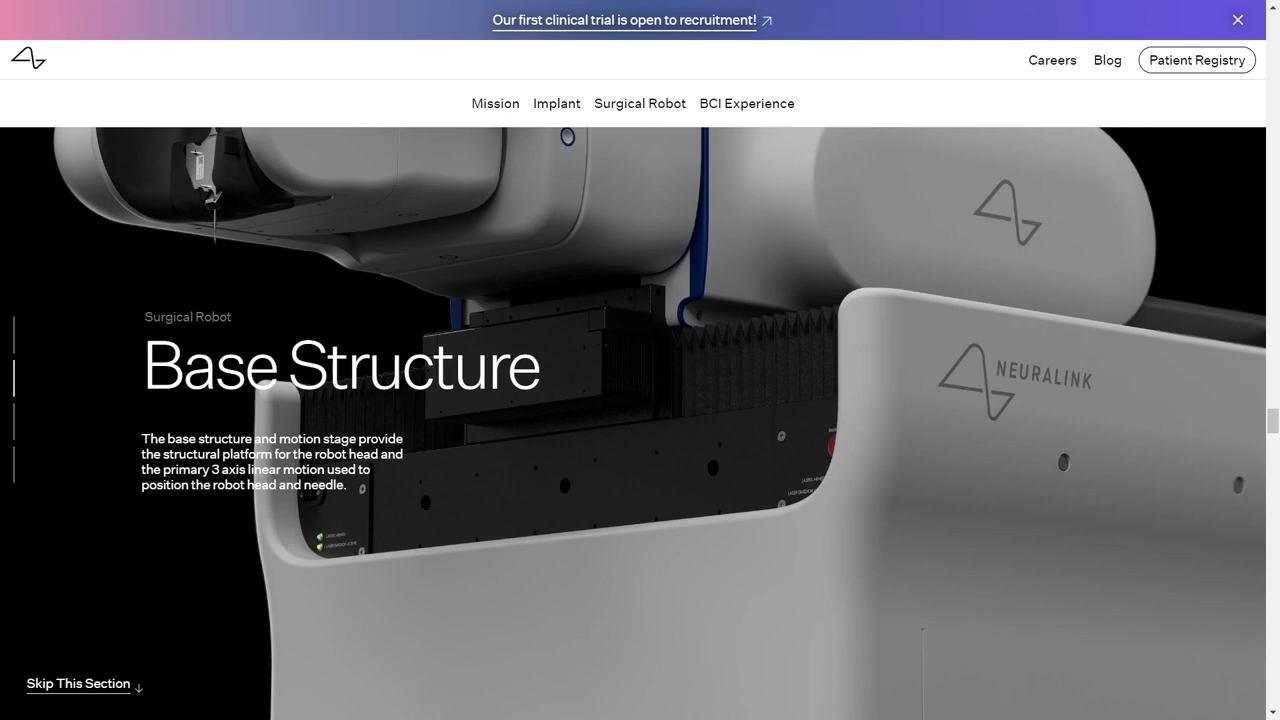 Our first clinical trial is open to recruitment!
Careers
Blog
Patient Registry
Mission
Implant
Surgical Robot
BCI Experience
Surgical Robot
Base Structure
The base structure and motion stage provide
the structural platform for the robot head and
the primary 3 axis linear motion used to
position the robot head and needle.
NEURALINK
Skip This Section